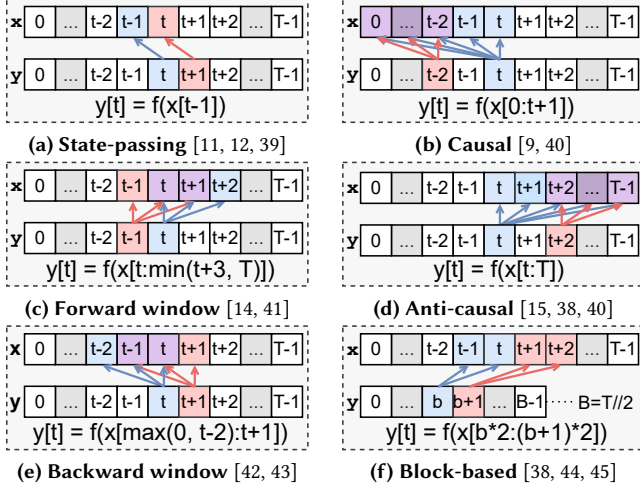 x 0 ... t-2 t-1 t t+1 t+2 ... T-1
y 0 ... t-2 t-1 t t+1 t+2 ... T-1
y[t] = f(x[t-1])
(a) State-passing [11, 12, 39]
x 0 ... t-2 t-1 t t+1 t+2 ... T-1
y 0 ... t-2 t-1 t t+1 t+2 ... T-1
y[t] = f(x[0:t+1])
(b) Causal [9, 40]
x 0 ... t-2 t-1 t t+1 t+2 ... T-1
y 0 ... t-2 t-1 t t+1 t+2 ... T-1
y[t] = f(x[t:min(t+3, T)])
(c) Forward window [14, 41]
x 0 ... t-2 t-1 t t+1 t+2 ... T-1
y 0 ... t-2 t-1 t t+1 t+2 ... T-1
y[t] = f(x[t:T])
(d) Anti-causal [15, 38, 40]
x 0 ... t-2 t-1 t t+1 t+2 ... T-1
y 0 ... t-2 t-1 t t+1 t+2 ... T-1
y[t] = f(x[max(0, t-2):t+1])
(e) Backward window [42, 43]
x 0 ... t-2 t-1 t t+1 t+2 ... T-1
y 0 ... b b+1 ... B-1 ..... B=T//2
y[t] = f(x[b*2:(b+1)*2])
(f) Block-based [38, 44, 45]